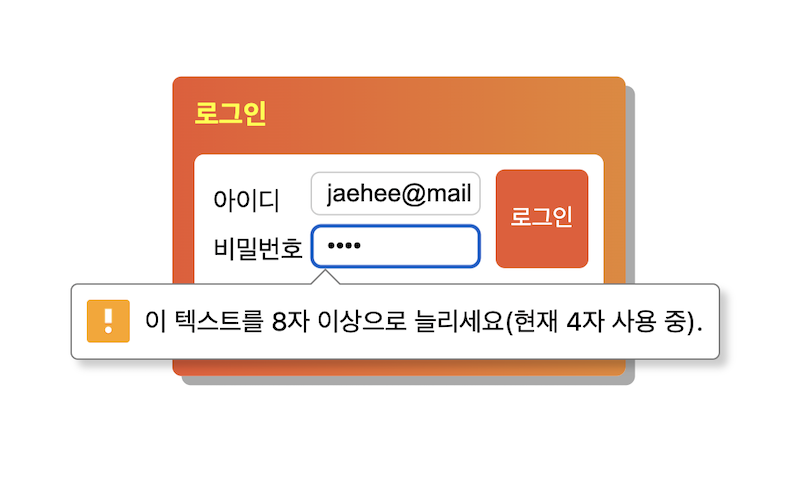 로그인
아이디 jaehee@mail 로그인
비밀번호 ••••
이 텍스트를 8자 이상으로 늘리세요(현재 4자 사용 중).